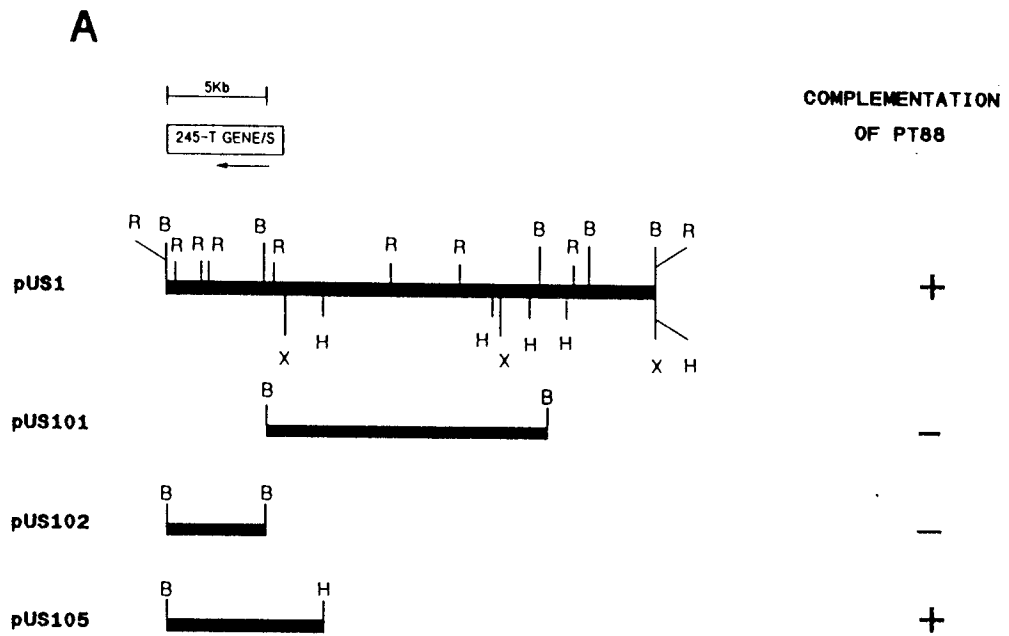 A
5Kb
COMPLEMENTATION
OF PT88
245-T GENE/S
R B R R R B R R R B R B B R
pUS1
+
X H H X H H X H
B B
pUS101
−
B B
pUS102
−
B H
pUS105
+